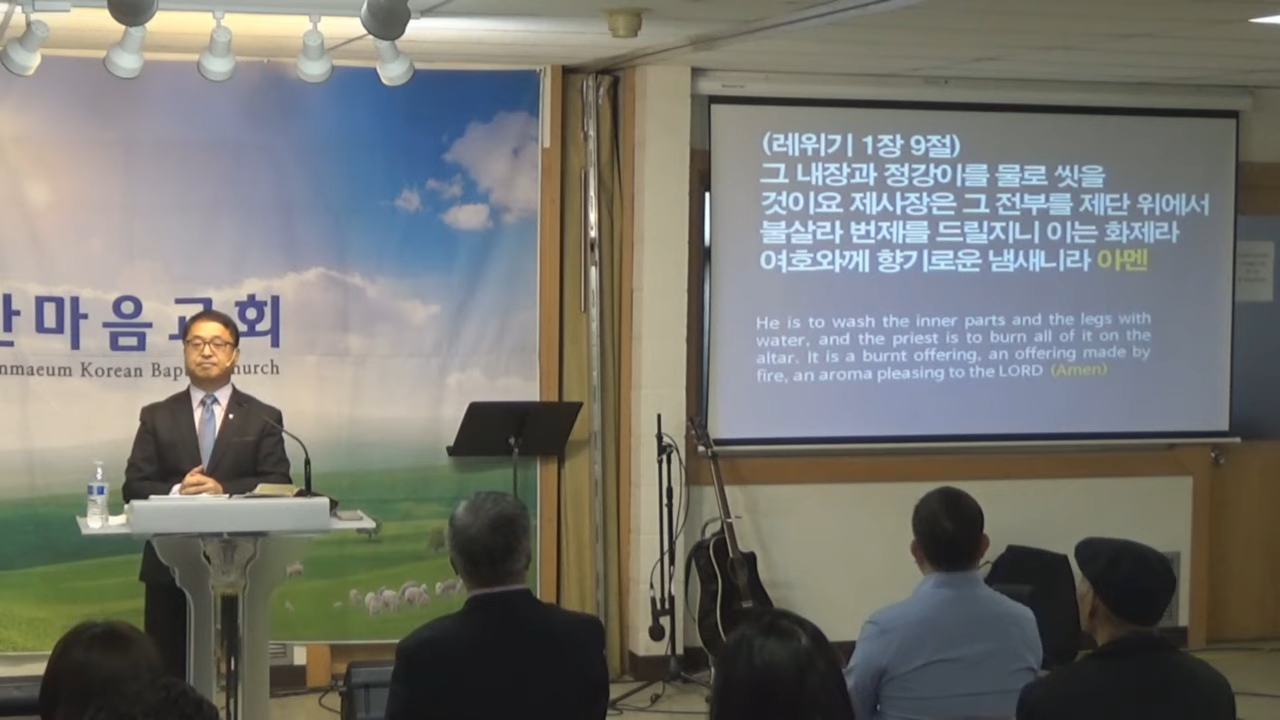 마음교회
Korean
(레위기 1장 9절)
그 내장과 정강이를 물로 씻을
것이요 제사장은 그 전부를 제단 위에서
불살라 번제를 드릴지니 이는 화제라
여호와께 향기로운 냄새니라 아멘
He is to wash the inner parts and the legs with
water, and the priest is to burn all of it on the
altar. It is a burnt offering, an offering made by
fire, an aroma pleasing to the LORD (Amen)